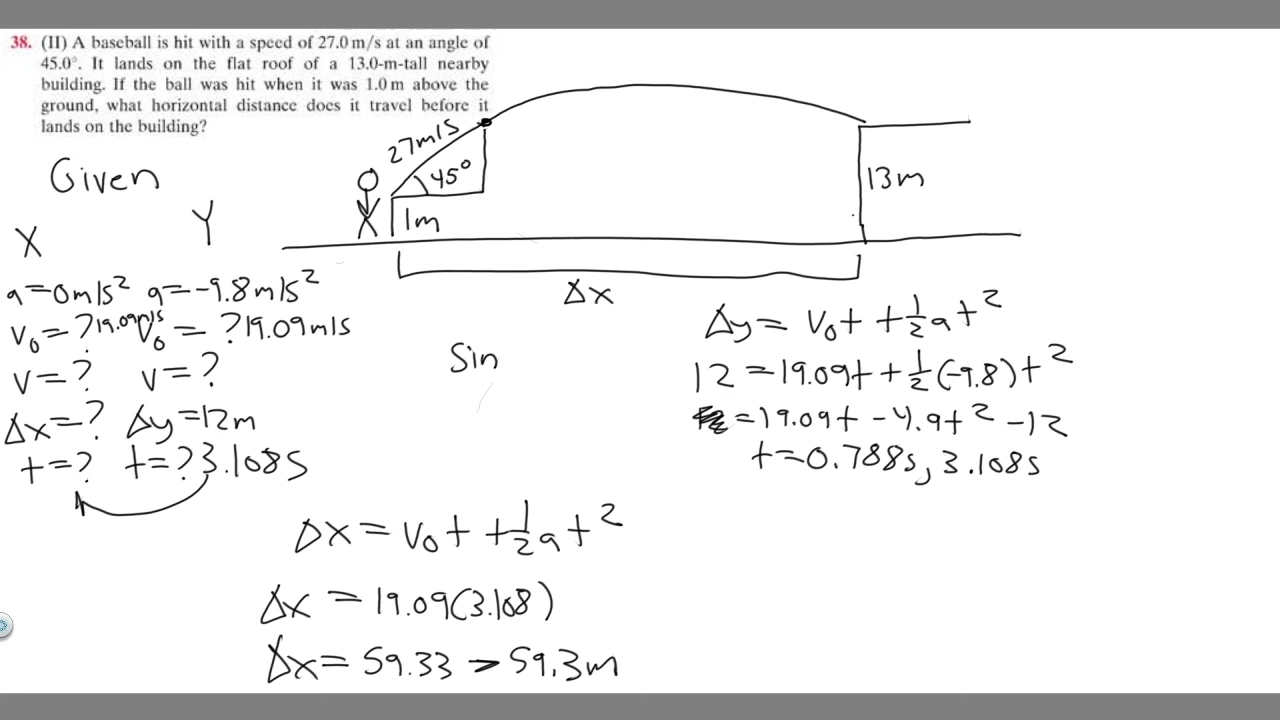 38. (II) A baseball is hit with a speed of 27.0 m/s at an angle of
45.0°. It lands on the flat roof of a 13.0-m-tall nearby
building. If the ball was hit when it was 1.0 m above the
ground, what horizontal distance does it travel before it
lands on the building?
27m/s
45°
1m
13m
Δx
Given
X Y
a=0m/s² a=-9.8m/s²
v₀=?19.09m/s v₀=?19.09m/s
v=? v=?
Δx=? Δy=12m
t=? t=?3.108s
Sin
Δy= v₀t +½at²
12=19.09t+½(-9.8)t²
=19.09t -4.9t² -12
t=0.788s, 3.108s
Δx= v₀t +½at²
Δx = 19.09(3.108)
Δx= 59.33 → 59.3m